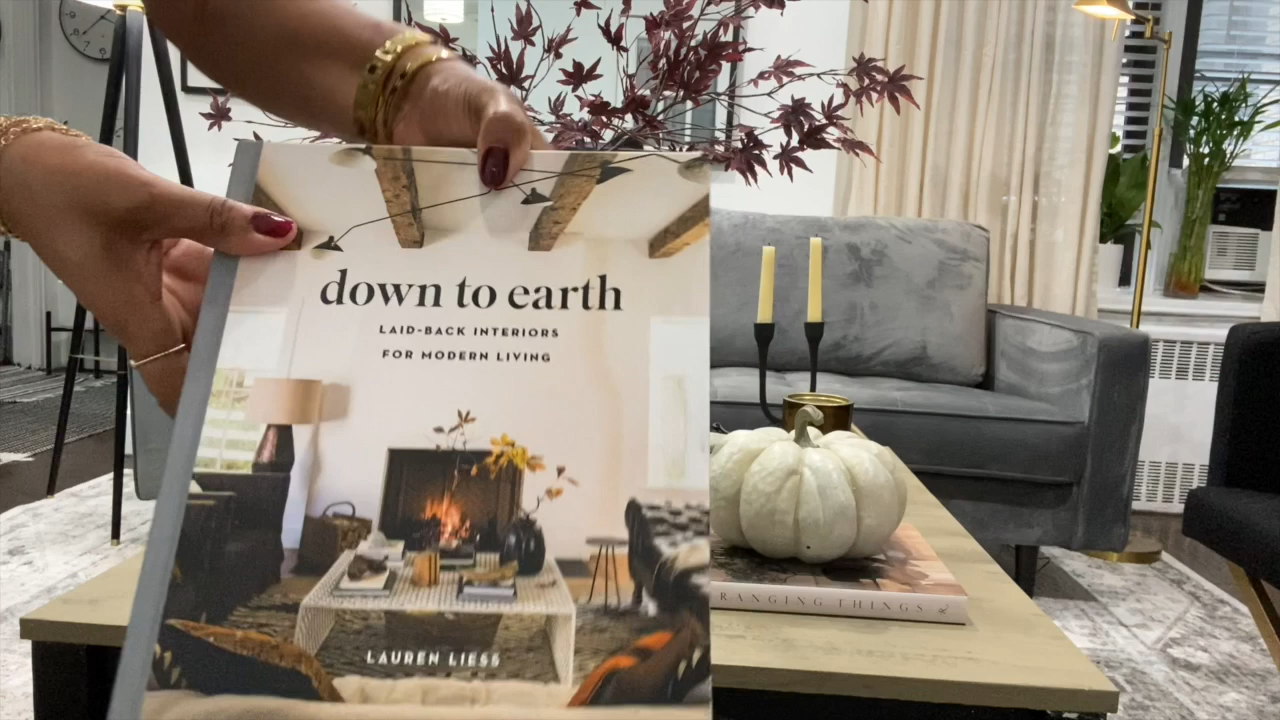 down to earth
LAID-BACK INTERIORS
FOR MODERN LIVING
LAUREN LIESS
RANGING THINGS